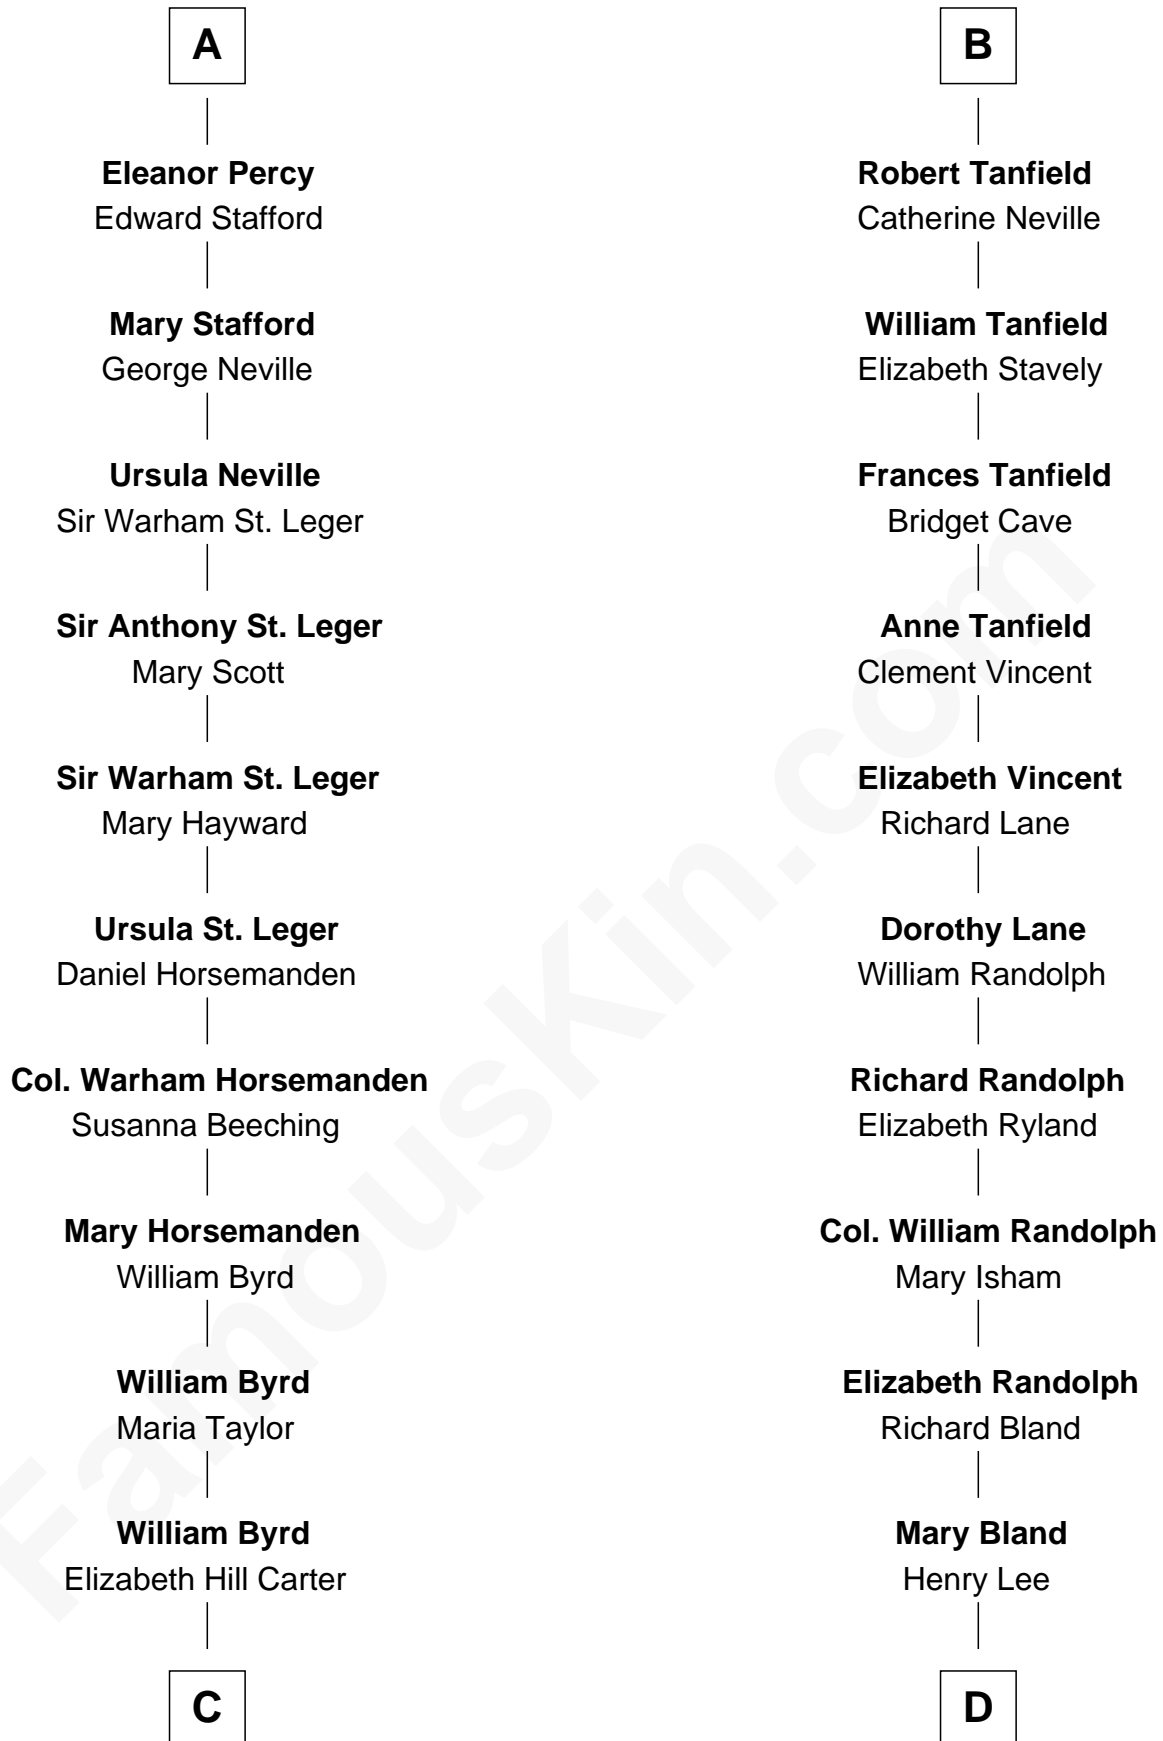 A
Eleanor Percy
Edward Stafford
Mary Stafford
George Neville
Ursula Neville
Sir Warham St. Leger
Sir Anthony St. Leger
Mary Scott
Sir Warham St. Leger
Mary Hayward
Ursula St. Leger
Daniel Horsemanden
Col. Warham Horsemanden
Susanna Beeching
Mary Horsemanden
William Byrd
William Byrd
Maria Taylor
William Byrd
Elizabeth Hill Carter
C
B
Robert Tanfield
Catherine Neville
William Tanfield
Elizabeth Stavely
Frances Tanfield
Bridget Cave
Anne Tanfield
Clement Vincent
Elizabeth Vincent
Richard Lane
Dorothy Lane
William Randolph
Richard Randolph
Elizabeth Ryland
Col. William Randolph
Mary Isham
Elizabeth Randolph
Richard Bland
Mary Bland
Henry Lee
D
FamousKin.com